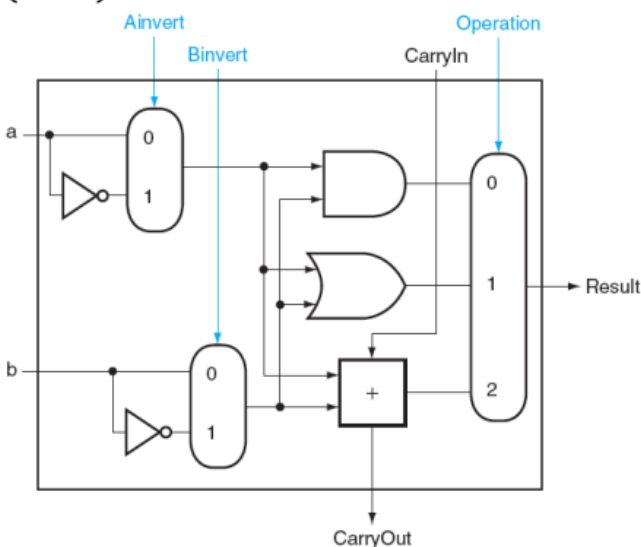 Ainvert
Operation
Binvert
CarryIn
a
0
1
0
1
Result
b
0
1
+
2
CarryOut